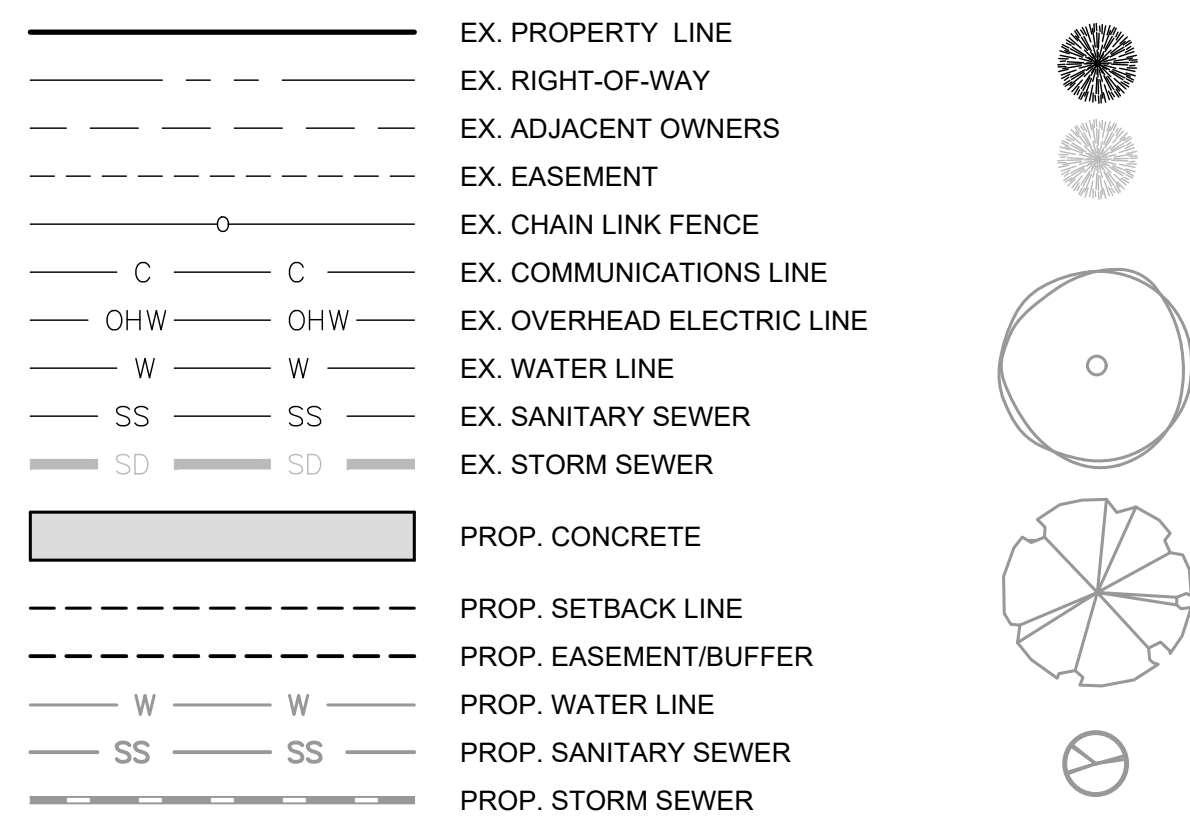 EX. PROPERTY LINE
EX. RIGHT-OF-WAY
EX. ADJACENT OWNERS
EX. EASEMENT
O EX. CHAIN LINK FENCE
C C EX. COMMUNICATIONS LINE
OHW OHW EX. OVERHEAD ELECTRIC LINE
W W EX. WATER LINE
SS SS EX. SANITARY SEWER
SD SD EX. STORM SEWER
PROP. CONCRETE
PROP. SETBACK LINE
PROP. EASEMENT/BUFFER
W W PROP. WATER LINE
SS SS PROP. SANITARY SEWER
PROP. STORM SEWER